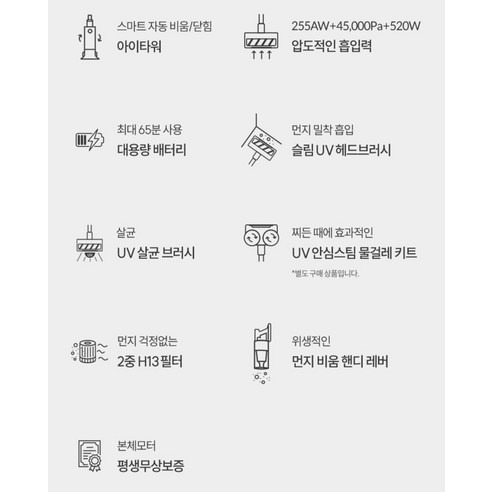 스마트 자동 비움/닫힘
아이타워
255AW+45,000Pa+520W
압도적인 흡입력
최대 65분 사용
대용량 배터리
먼지 밀착 흡입
슬림 UV 헤드브러시
살균
UV 살균 브러시
찌든 때에 효과적인
UV 안심스팀 물걸레 키트
*별도 구매 상품입니다.
먼지 걱정없는
2중 H13 필터
위생적인
먼지 비움 핸디 레버
본체모터
평생무상보증